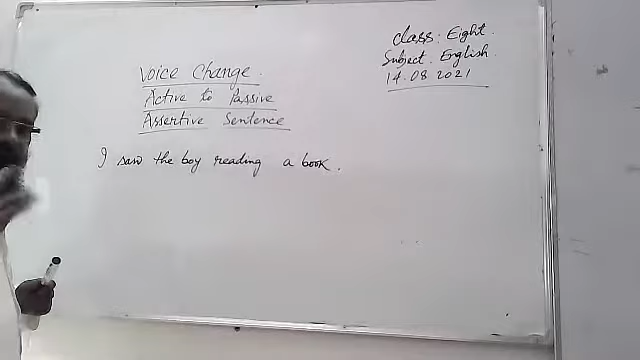 class: Eight.
Subject. English.
14.08 2021
Voice Change.
Active to Passive
Assertive Sentence
I saw the boy reading a book.